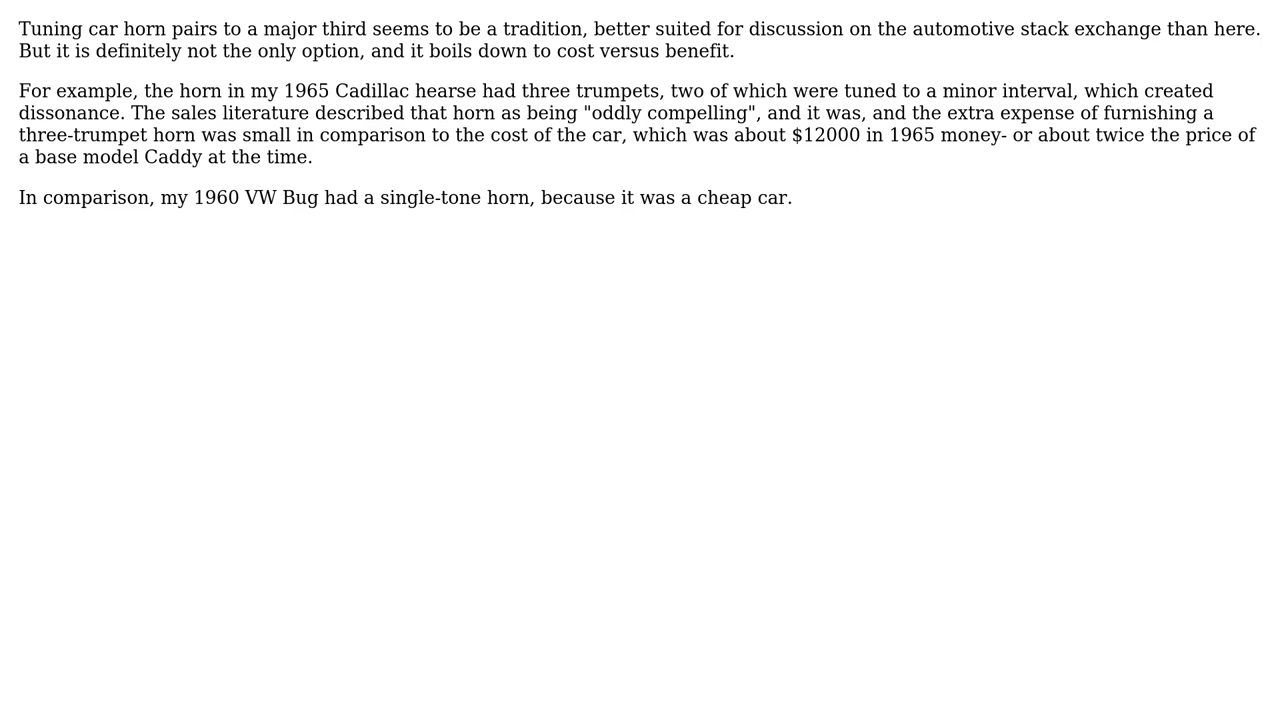 Tuning car horn pairs to a major third seems to be a tradition, better suited for discussion on the automotive stack exchange than here.
But it is definitely not the only option, and it boils down to cost versus benefit.
For example, the horn in my 1965 Cadillac hearse had three trumpets, two of which were tuned to a minor interval, which created
dissonance. The sales literature described that horn as being "oddly compelling", and it was, and the extra expense of furnishing a
three-trumpet horn was small in comparison to the cost of the car, which was about $12000 in 1965 money- or about twice the price of
a base model Caddy at the time.
In comparison, my 1960 VW Bug had a single-tone horn, because it was a cheap car.